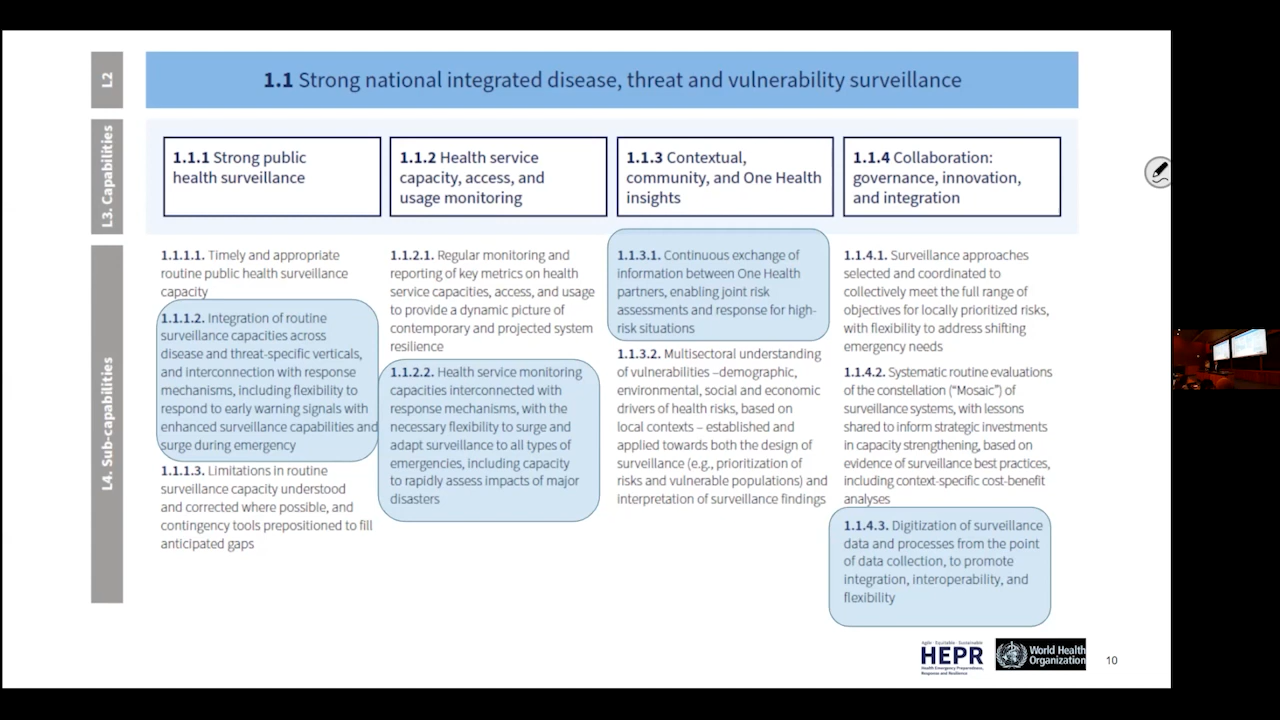 L2
1.1 Strong national integrated disease, threat and vulnerability surveillance
L3. Capabilities
1.1.1 Strong public
health surveillance
1.1.2 Health service
capacity, access, and
usage monitoring
1.1.3 Contextual,
community, and One Health
insights
1.1.4 Collaboration:
governance, innovation,
and integration
L4. Sub-capabilities
1.1.1.1. Timely and appropriate
routine public health surveillance
capacity
1.1.1.2. Integration of routine
surveillance capacities across
disease and threat-specific verticals,
and interconnection with response
mechanisms, including flexibility to
respond to early warning signals with
enhanced surveillance capabilities and
surge during emergency
1.1.1.3. Limitations in routine
surveillance capacity understood
and corrected where possible, and
contingency tools prepositioned to fill
anticipated gaps
1.1.2.1. Regular monitoring and
reporting of key metrics on health
service capacities, access, and usage
to provide a dynamic picture of
contemporary and projected system
resilience
1.1.2.2. Health service monitoring
capacities interconnected with
response mechanisms, with the
necessary flexibility to surge and
adapt surveillance to all types of
emergencies, including capacity
to rapidly assess impacts of major
disasters
1.1.3.1. Continuous exchange of
information between One Health
partners, enabling joint risk
assessments and response for high-
risk situations
1.1.3.2. Multisectoral understanding
of vulnerabilities –demographic,
environmental, social and economic
drivers of health risks, based on
local contexts – established and
applied towards both the design of
surveillance (e.g., prioritization of
risks and vulnerable populations) and
interpretation of surveillance findings
1.1.4.1. Surveillance approaches
selected and coordinated to
collectively meet the full range of
objectives for locally prioritized risks,
with flexibility to address shifting
emergency needs
1.1.4.2. Systematic routine evaluations
of the constellation (“Mosaic”) of
surveillance systems, with lessons
shared to inform strategic investments
in capacity strengthening, based on
evidence of surveillance best practices,
including context-specific cost-benefit
analyses
1.1.4.3. Digitization of surveillance
data and processes from the point
of data collection, to promote
integration, interoperability, and
flexibility
Agile · Equitable · Sustainable
HEPR
Health Emergency Preparedness,
Response and Resilience
World Health
Organization
10